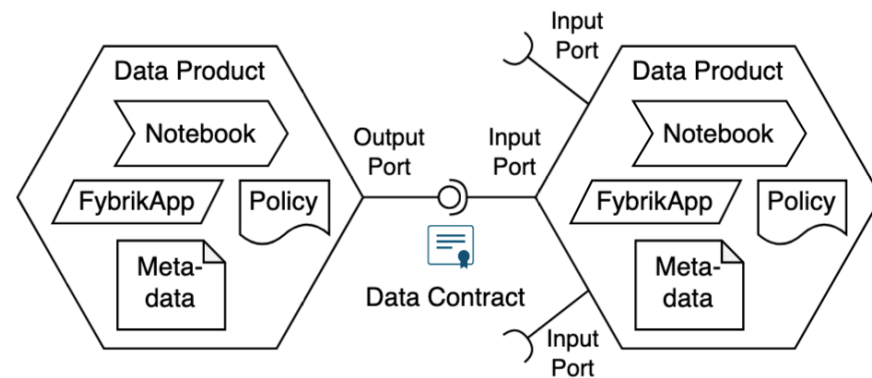 Data Product
Notebook
FybrikApp
Policy
Meta-
data
Output
Port
Data Contract
Input
Port
Input
Port
Input
Port
Data Product
Notebook
FybrikApp
Policy
Meta-
data